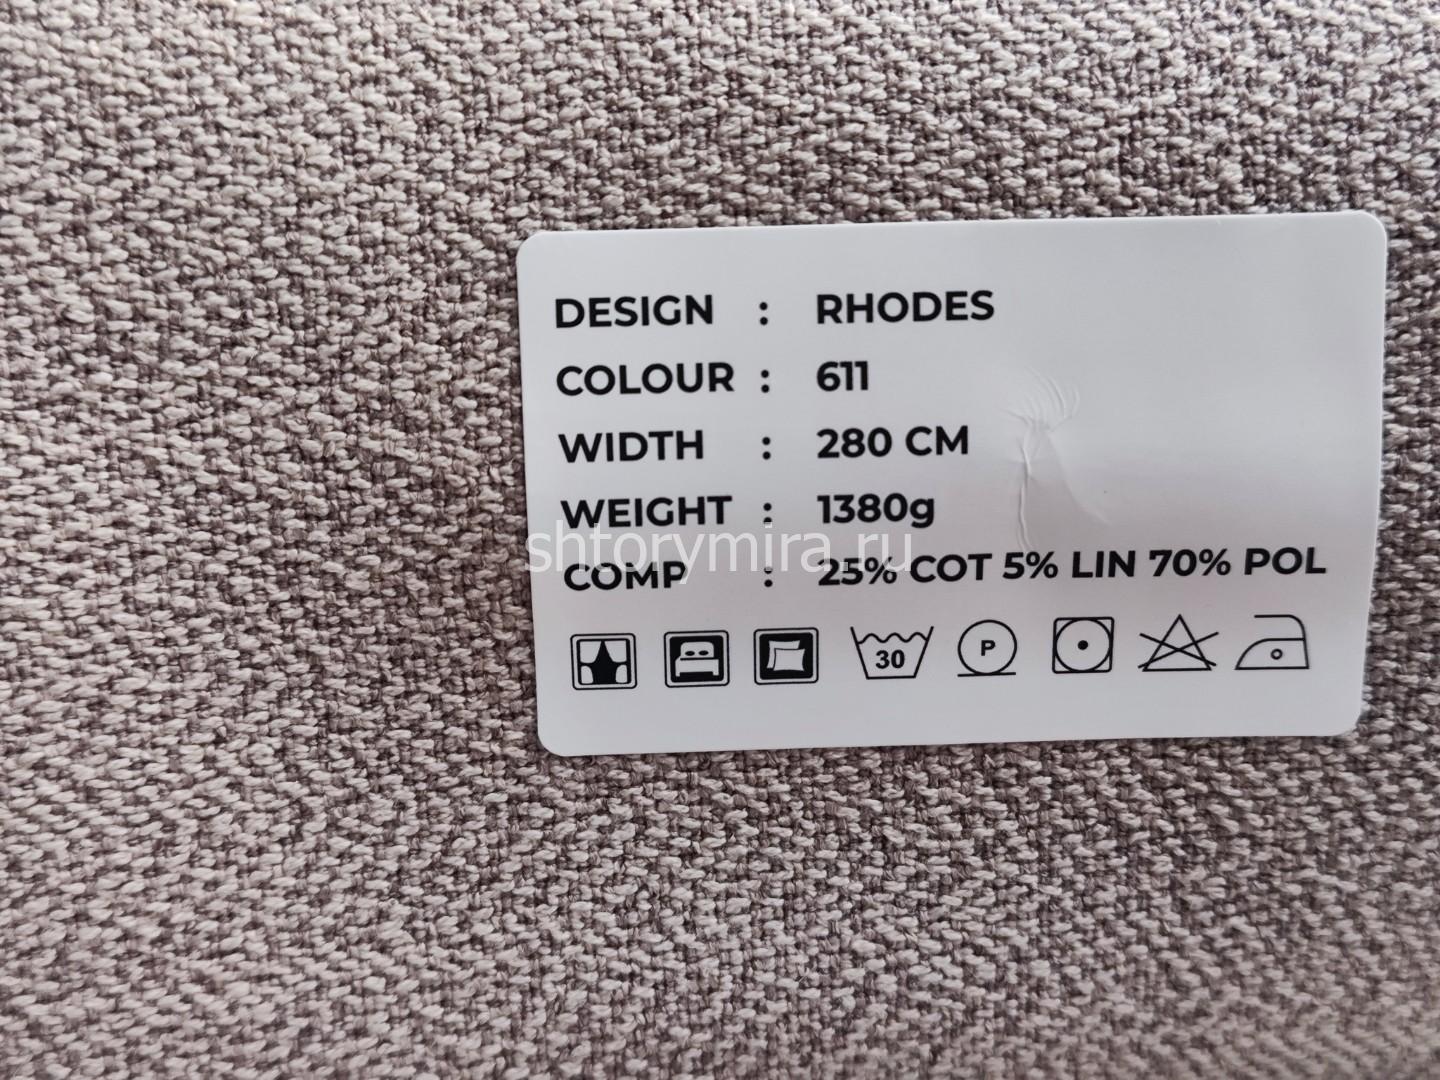 DESIGN : RHODES
COLOUR : 611
WIDTH : 280 CM
WEIGHT : 1380g
shtorymira.ru
COMP : 25% COT 5% LIN 70% POL
30 P